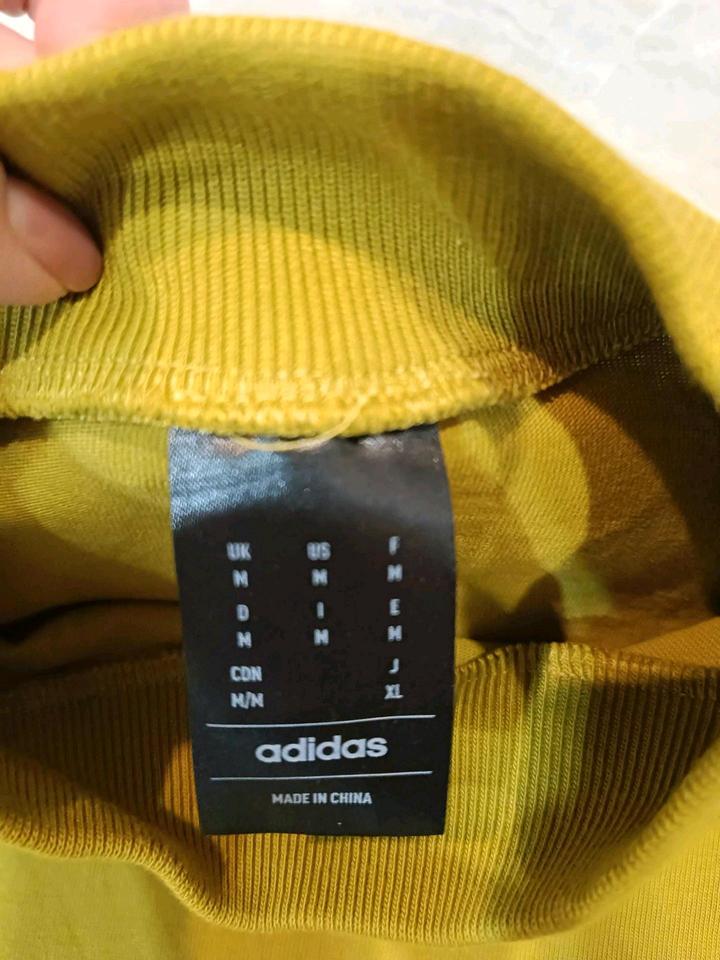 UK US F
M M M
D I E
M M M
CDN J
M/M XL
adidas
MADE IN CHINA